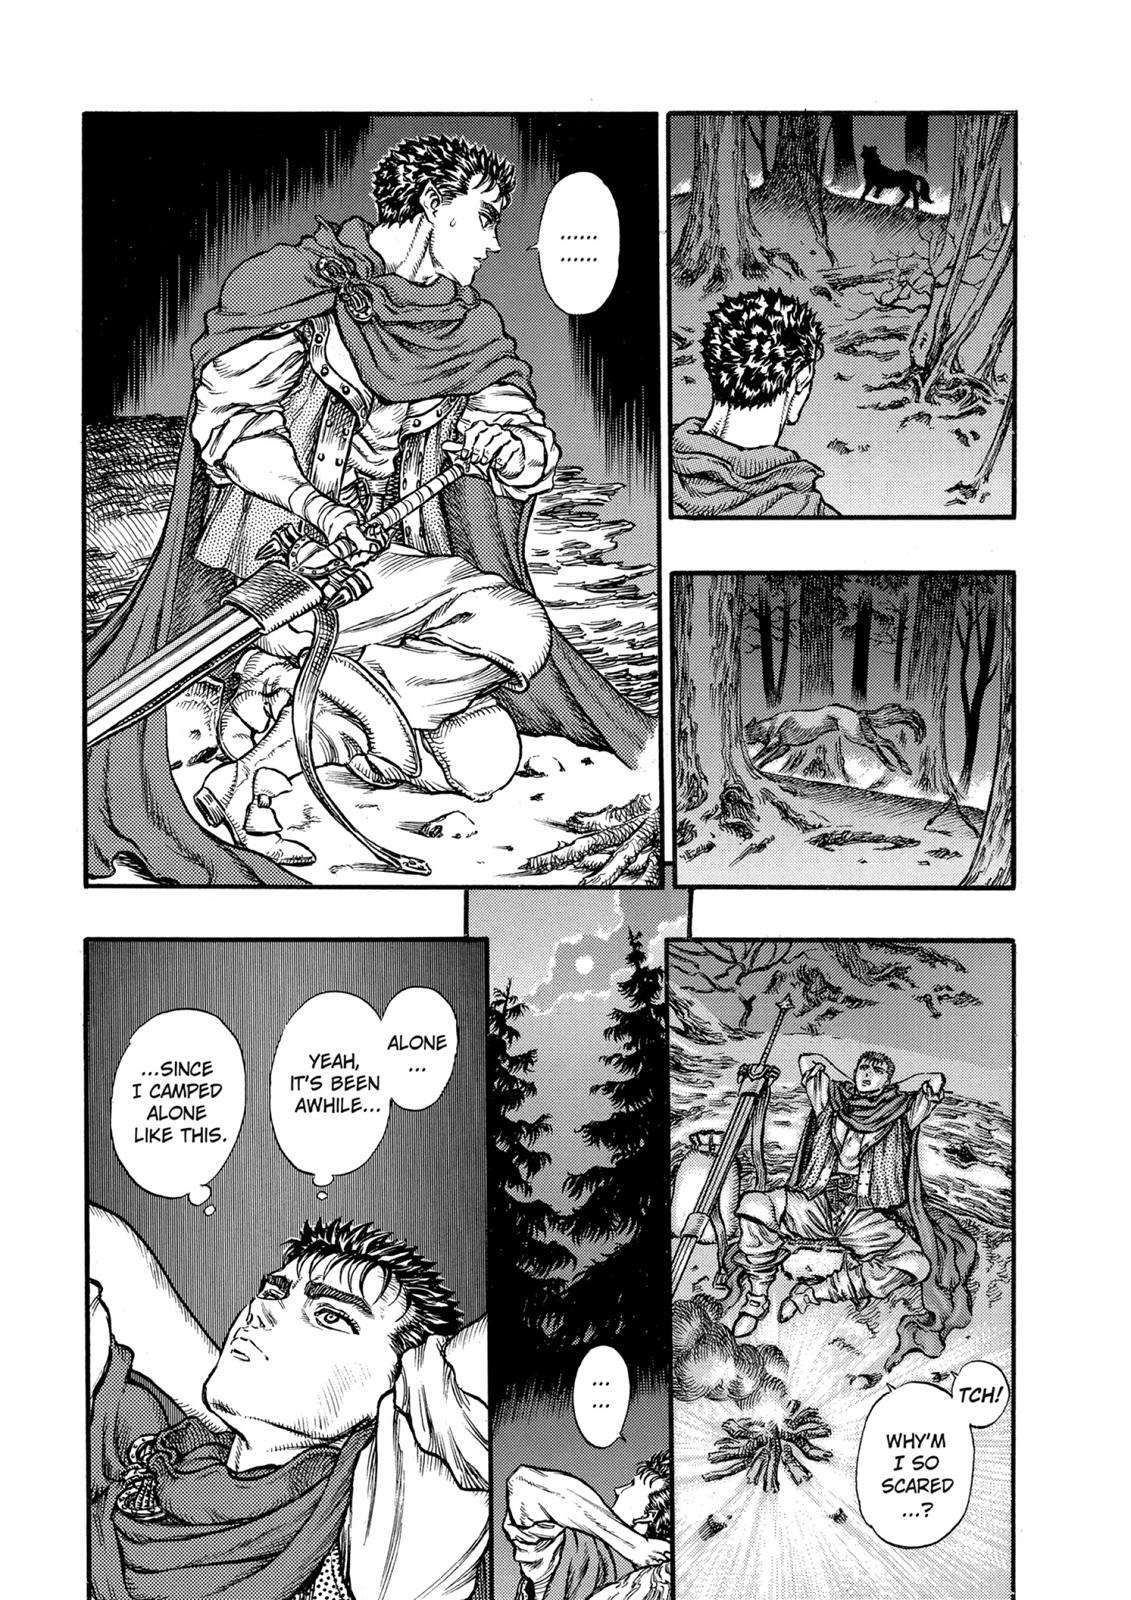 ......
......
TCH!
WHY'M
I SO
SCARED
...?
...
...
ALONE
...
YEAH,
IT'S BEEN
AWHILE...
...SINCE
I CAMPED
ALONE
LIKE THIS.